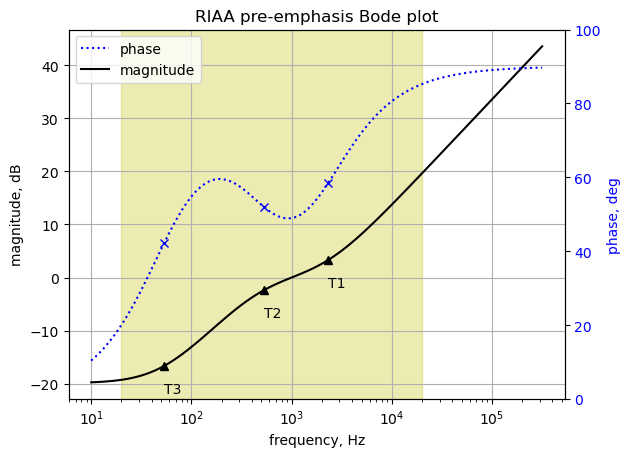 RIAA pre-emphasis Bode plot
phase
magnitude
magnitude, dB
40
30
20
10
0
−10
−20
T1
T2
T3
10¹
10²
10³
10⁴
10⁵
frequency, Hz
100
80
60
40
20
0
phase, deg